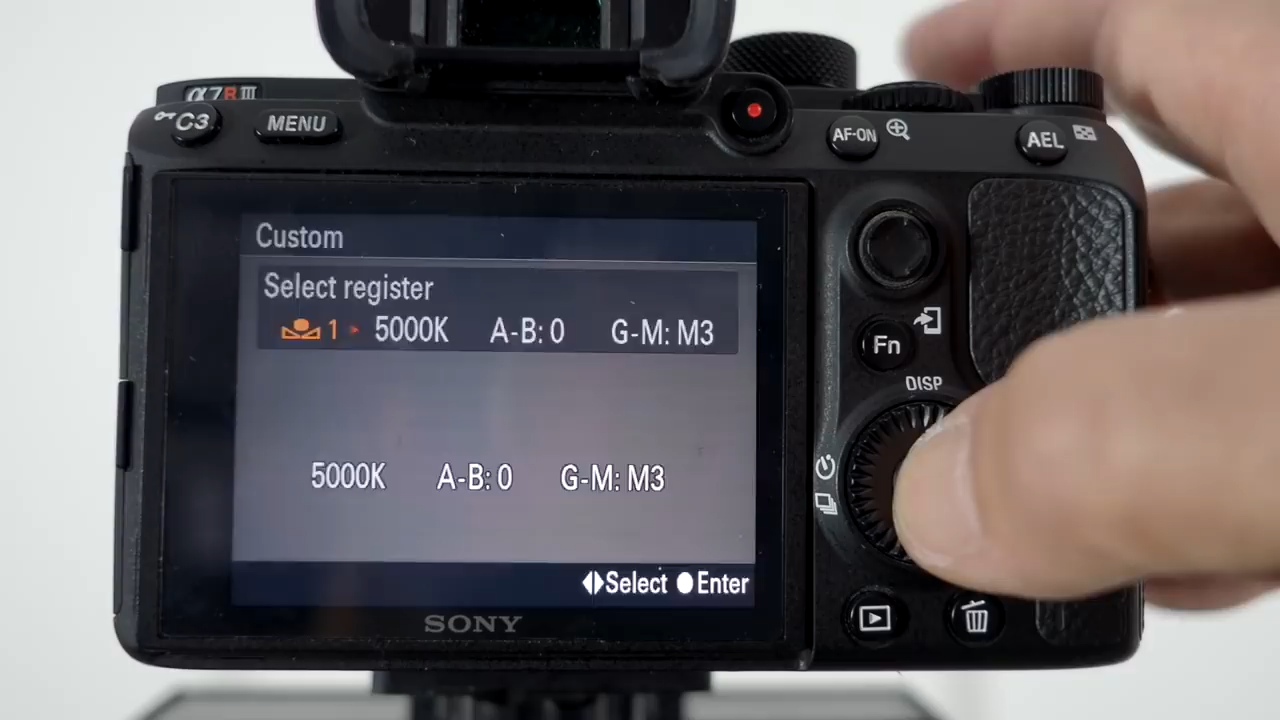 α7RIII
C3
MENU
AF-ON
AEL
Custom
Select register
1 5000K A-B: 0 G-M: M3
5000K A-B: 0 G-M: M3
Select Enter
Fn
DISP
SONY